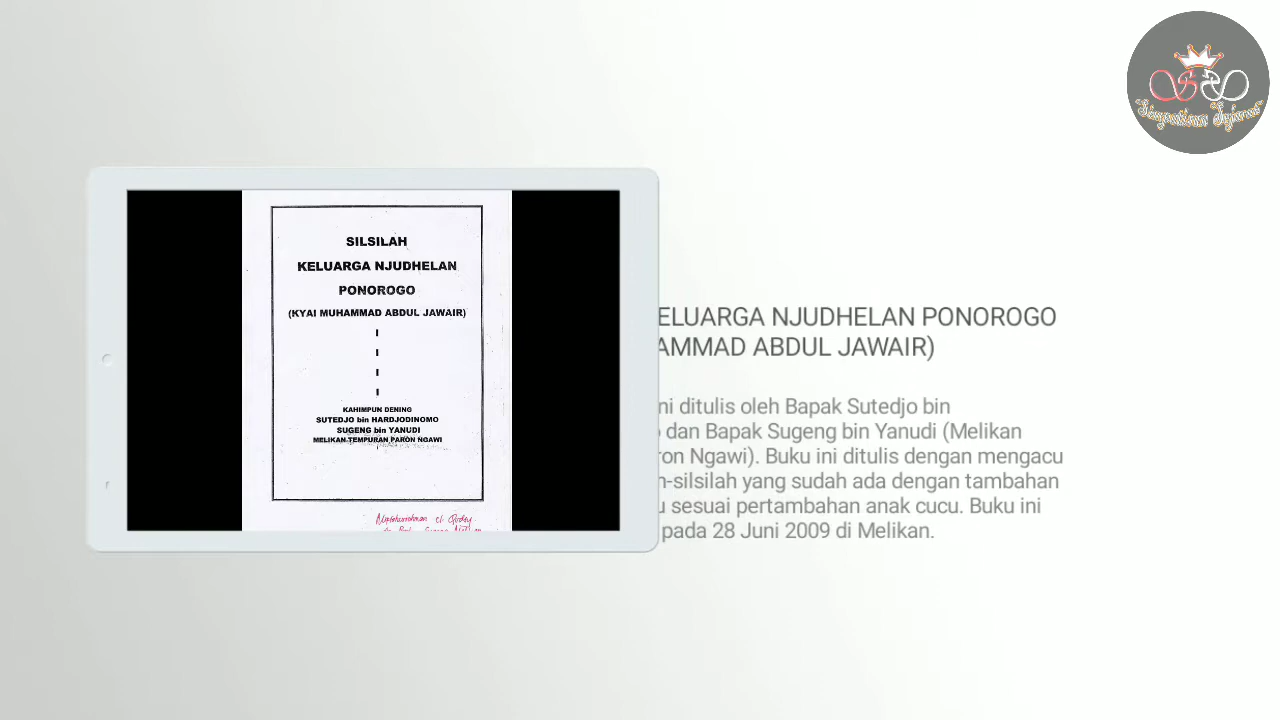 Simpatisan Sejarah
SILSILAH
KELUARGA NJUDHELAN
PONOROGO
(KYAI MUHAMMAD ABDUL JAWAIR)
KAHIMPUN DENING
SUTEDJO bin HARDJODINOMO
SUGENG bin YANUDI
MELIKAN TEMPURAN PARON NGAWI
ELUARGA NJUDHELAN PONOROGO
AMMAD ABDUL JAWAIR)
ni ditulis oleh Bapak Sutedjo bin
dan Bapak Sugeng bin Yanudi (Melikan
ron Ngawi). Buku ini ditulis dengan mengacu
-silsilah yang sudah ada dengan tambahan
u sesuai pertambahan anak cucu. Buku ini
pada 28 Juni 2009 di Melikan.